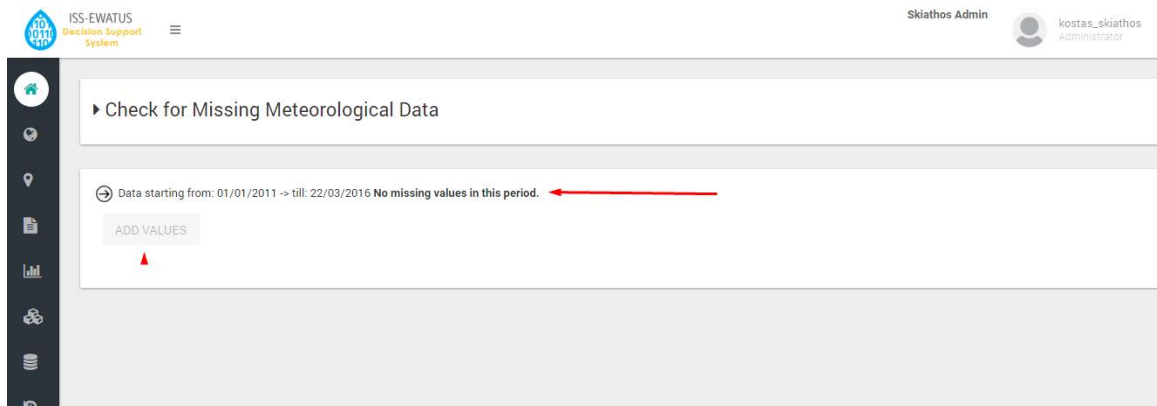 ISS-EWATUS
Decision Support
System
Skiathos Admin
kostas_skiathos
Administrator
Check for Missing Meteorological Data
Data starting from: 01/01/2011 -> till: 22/03/2016 No missing values in this period.
ADD VALUES